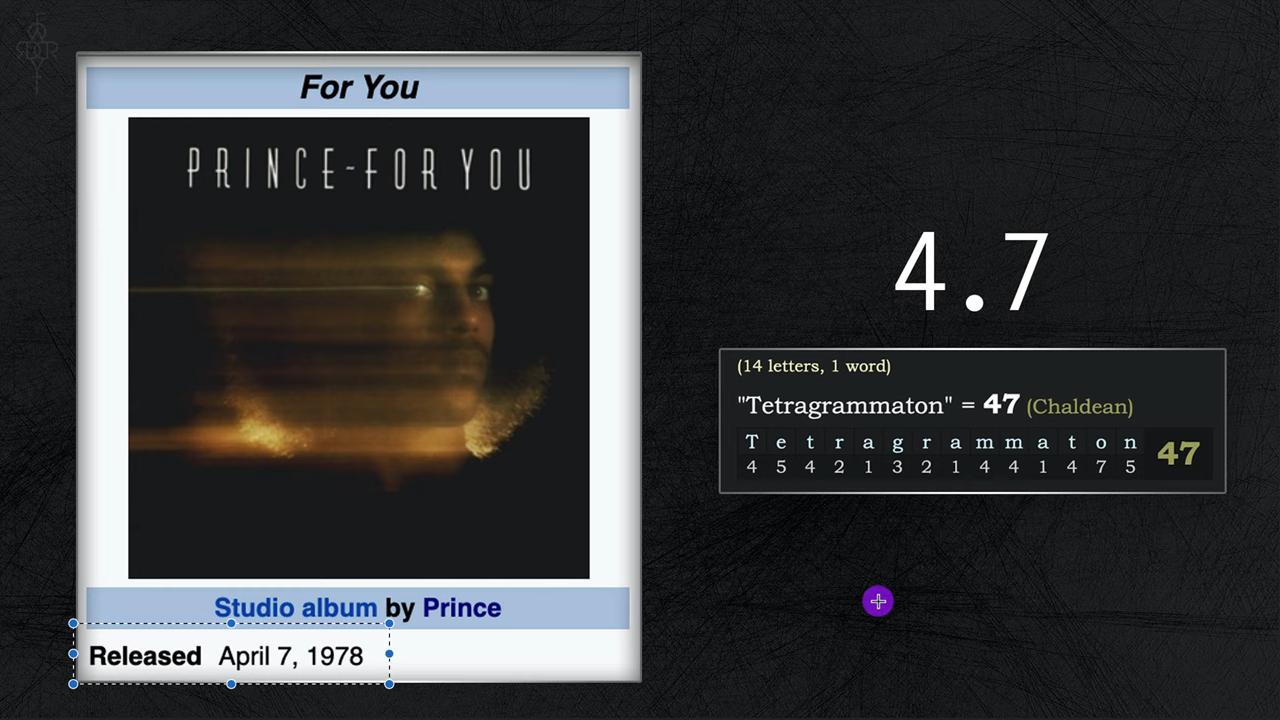 For You
PRINCE-FOR YOU
Studio album by Prince
Released April 7, 1978
4.7
(14 letters, 1 word)
"Tetragrammaton" = 47 (Chaldean)
T e t r a g r a m m a t o n
4 5 4 2 1 3 2 1 4 4 1 4 7 5 47